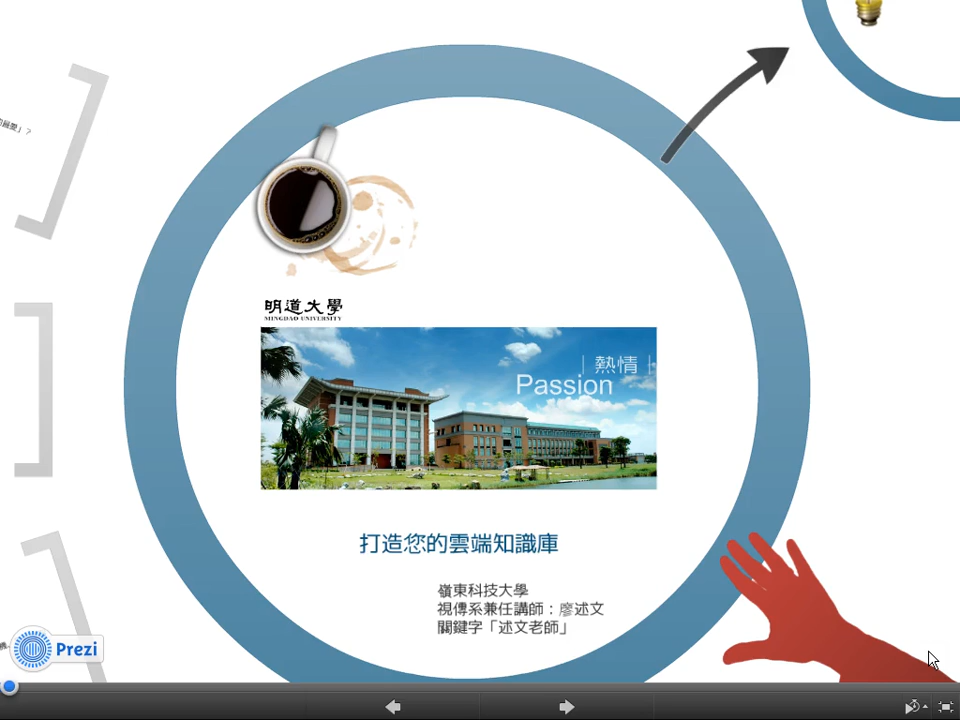 明道大學
MINGDAO UNIVERSITY
｜熱情｜
Passion
打造您的雲端知識庫
嶺東科技大學
視傳系兼任講師：廖述文
關鍵字「述文老師」
Prezi